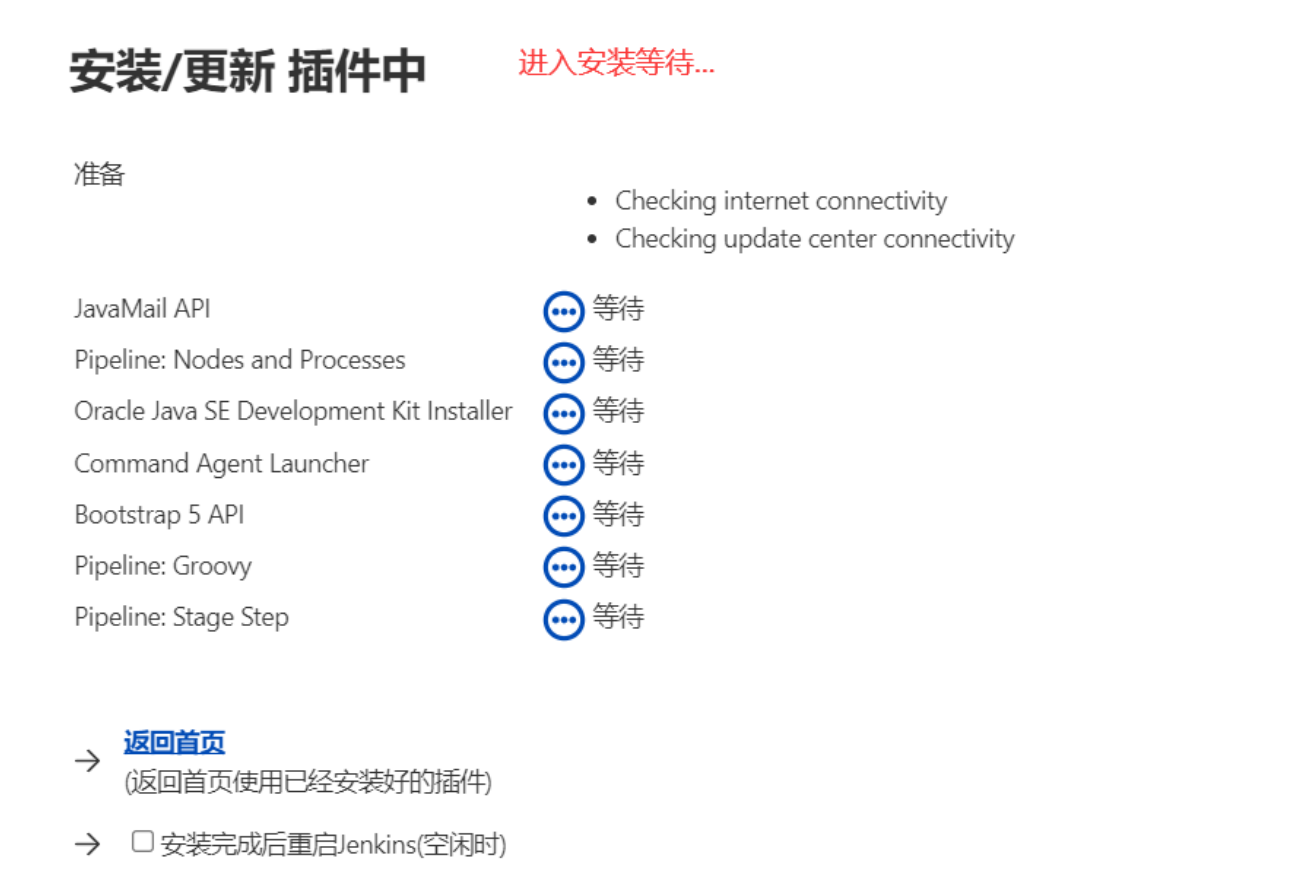 安装/更新 插件中 进入安装等待...
准备
Checking internet connectivity
Checking update center connectivity
JavaMail API 等待
Pipeline: Nodes and Processes 等待
Oracle Java SE Development Kit Installer 等待
Command Agent Launcher 等待
Bootstrap 5 API 等待
Pipeline: Groovy 等待
Pipeline: Stage Step 等待
返回首页
(返回首页使用已经安装好的插件)
安装完成后重启Jenkins(空闲时)